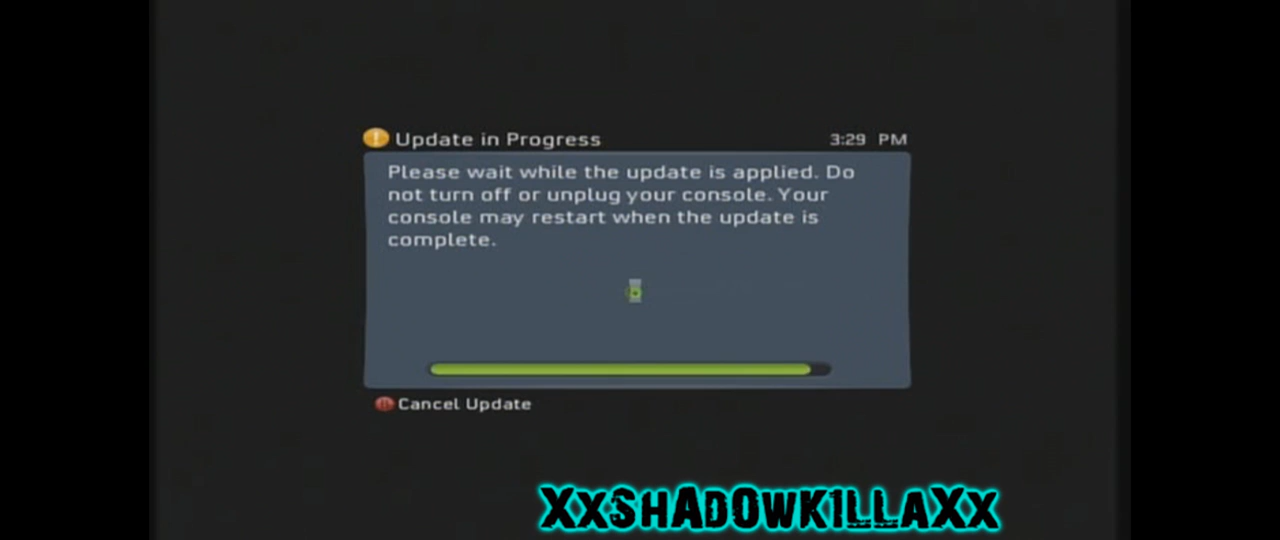 Update in Progress
3:29 PM
Please wait while the update is applied. Do
not turn off or unplug your console. Your
console may restart when the update is
complete.
Cancel Update
XxSHADOWKILLAXx